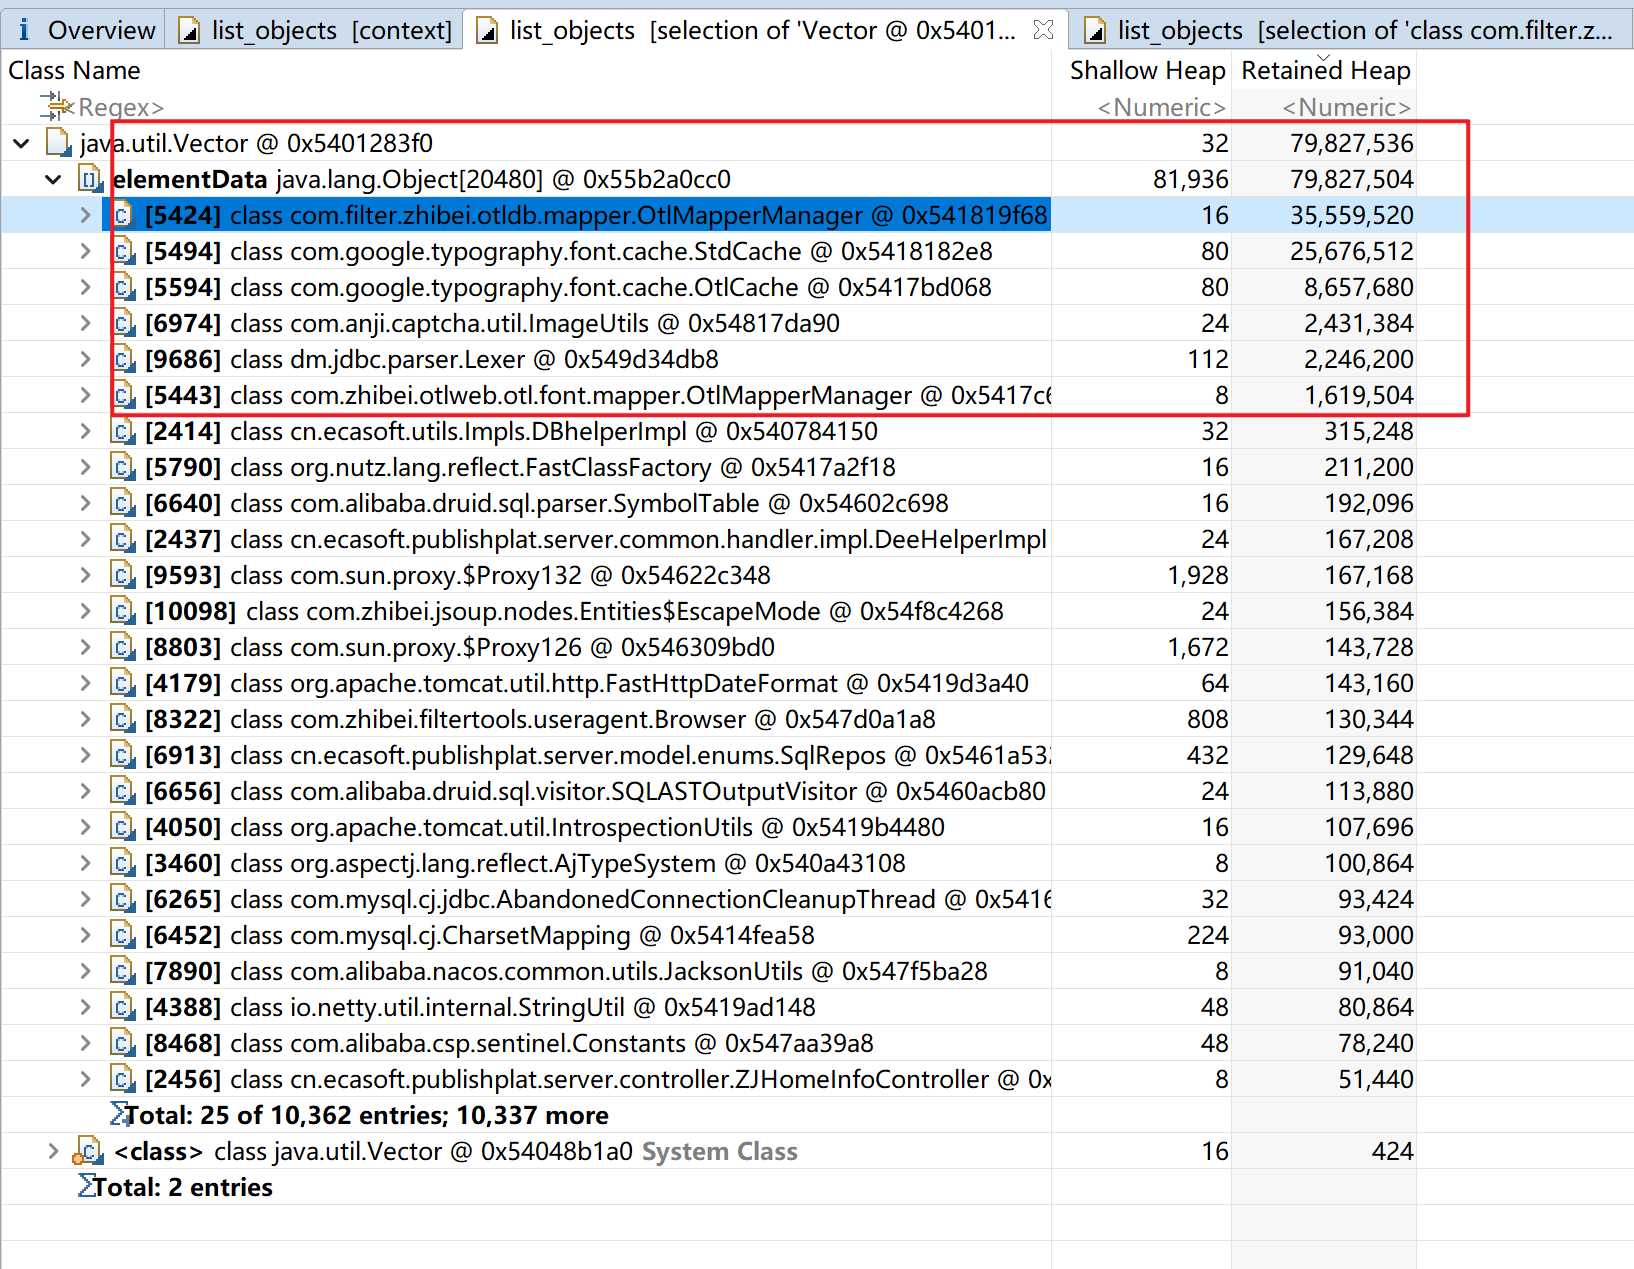 Overview list_objects [context] list_objects [selection of 'Vector @ 0x5401... list_objects [selection of 'class com.filter.z...
Class Name Shallow Heap Retained Heap
<Regex> <Numeric> <Numeric>
java.util.Vector @ 0x5401283f0 32 79,827,536
elementData java.lang.Object[20480] @ 0x55b2a0cc0 81,936 79,827,504
[5424] class com.filter.zhibei.otldb.mapper.OtlMapperManager @ 0x541819f68 16 35,559,520
[5494] class com.google.typography.font.cache.StdCache @ 0x5418182e8 80 25,676,512
[5594] class com.google.typography.font.cache.OtlCache @ 0x5417bd068 80 8,657,680
[6974] class com.anji.captcha.util.ImageUtils @ 0x54817da90 24 2,431,384
[9686] class dm.jdbc.parser.Lexer @ 0x549d34db8 112 2,246,200
[5443] class com.zhibei.otlweb.otl.font.mapper.OtlMapperManager @ 0x5417c6 8 1,619,504
[2414] class cn.ecasoft.utils.Impls.DBhelperImpl @ 0x540784150 32 315,248
[5790] class org.nutz.lang.reflect.FastClassFactory @ 0x5417a2f18 16 211,200
[6640] class com.alibaba.druid.sql.parser.SymbolTable @ 0x54602c698 16 192,096
[2437] class cn.ecasoft.publishplat.server.common.handler.impl.DeeHelperImpl 24 167,208
[9593] class com.sun.proxy.$Proxy132 @ 0x54622c348 1,928 167,168
[10098] class com.zhibei.jsoup.nodes.Entities$EscapeMode @ 0x54f8c4268 24 156,384
[8803] class com.sun.proxy.$Proxy126 @ 0x546309bd0 1,672 143,728
[4179] class org.apache.tomcat.util.http.FastHttpDateFormat @ 0x5419d3a40 64 143,160
[8322] class com.zhibei.filtertools.useragent.Browser @ 0x547d0a1a8 808 130,344
[6913] class cn.ecasoft.publishplat.server.model.enums.SqlRepos @ 0x5461a532 432 129,648
[6656] class com.alibaba.druid.sql.visitor.SQLASTOutputVisitor @ 0x5460acb80 24 113,880
[4050] class org.apache.tomcat.util.IntrospectionUtils @ 0x5419b4480 16 107,696
[3460] class org.aspectj.lang.reflect.AjTypeSystem @ 0x540a43108 8 100,864
[6265] class com.mysql.cj.jdbc.AbandonedConnectionCleanupThread @ 0x5416 32 93,424
[6452] class com.mysql.cj.CharsetMapping @ 0x5414fea58 224 93,000
[7890] class com.alibaba.nacos.common.utils.JacksonUtils @ 0x547f5ba28 8 91,040
[4388] class io.netty.util.internal.StringUtil @ 0x5419ad148 48 80,864
[8468] class com.alibaba.csp.sentinel.Constants @ 0x547aa39a8 48 78,240
[2456] class cn.ecasoft.publishplat.server.controller.ZJHomeInfoController @ 0x 8 51,440
Total: 25 of 10,362 entries; 10,337 more
<class> class java.util.Vector @ 0x54048b1a0 System Class 16 424
Total: 2 entries